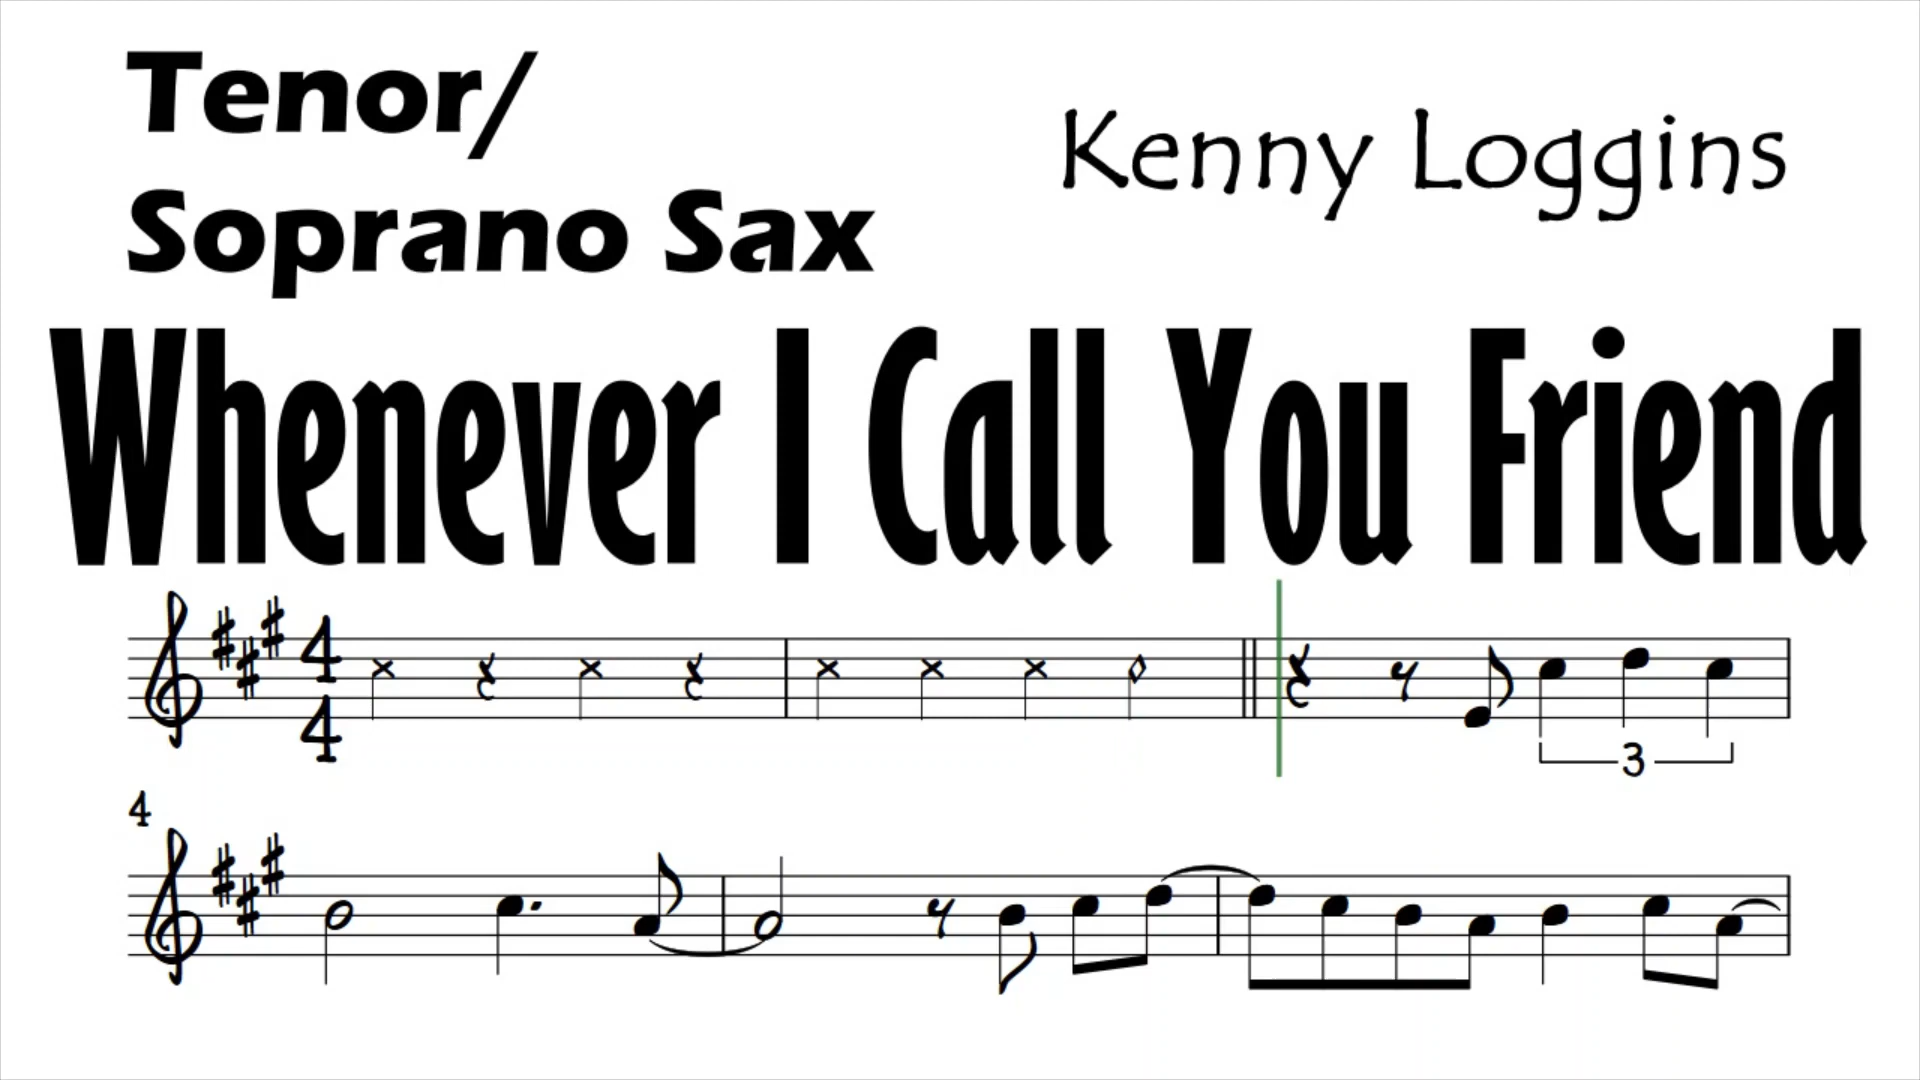 Tenor/
Soprano Sax
Kenny Loggins
Whenever I Call You Friend
4
4
3
4